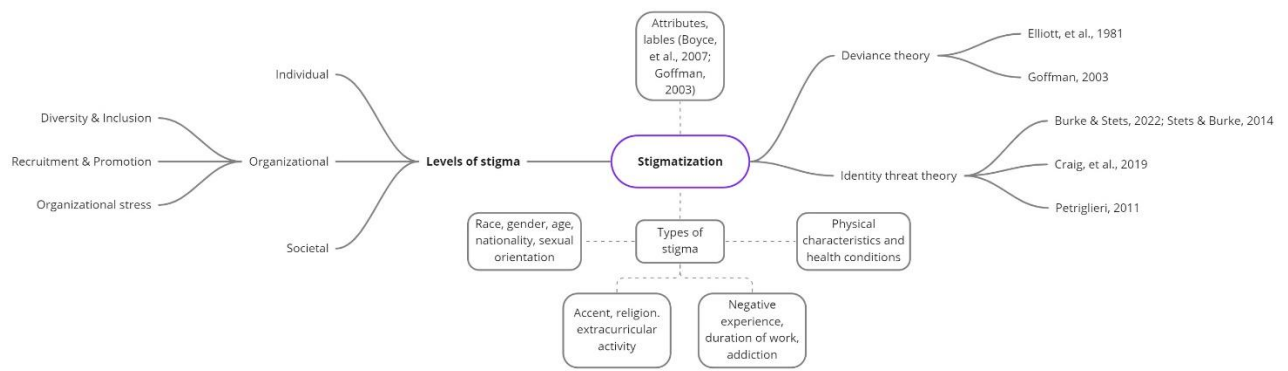 Attributes,
lables (Boyce,
et al., 2007;
Goffman,
2003)
Individual
Diversity & Inclusion
Recruitment & Promotion
Organizational
Organizational stress
Societal
Levels of stigma
Stigmatization
Deviance theory
Elliott, et al., 1981
Goffman, 2003
Identity threat theory
Burke & Stets, 2022; Stets & Burke, 2014
Craig, et al., 2019
Petriglieri, 2011
Race, gender, age,
nationality, sexual
orientation
Types of
stigma
Physical
characteristics and
health conditions
Accent, religion.
extracurricular
activity
Negative
experience,
duration of work,
addiction